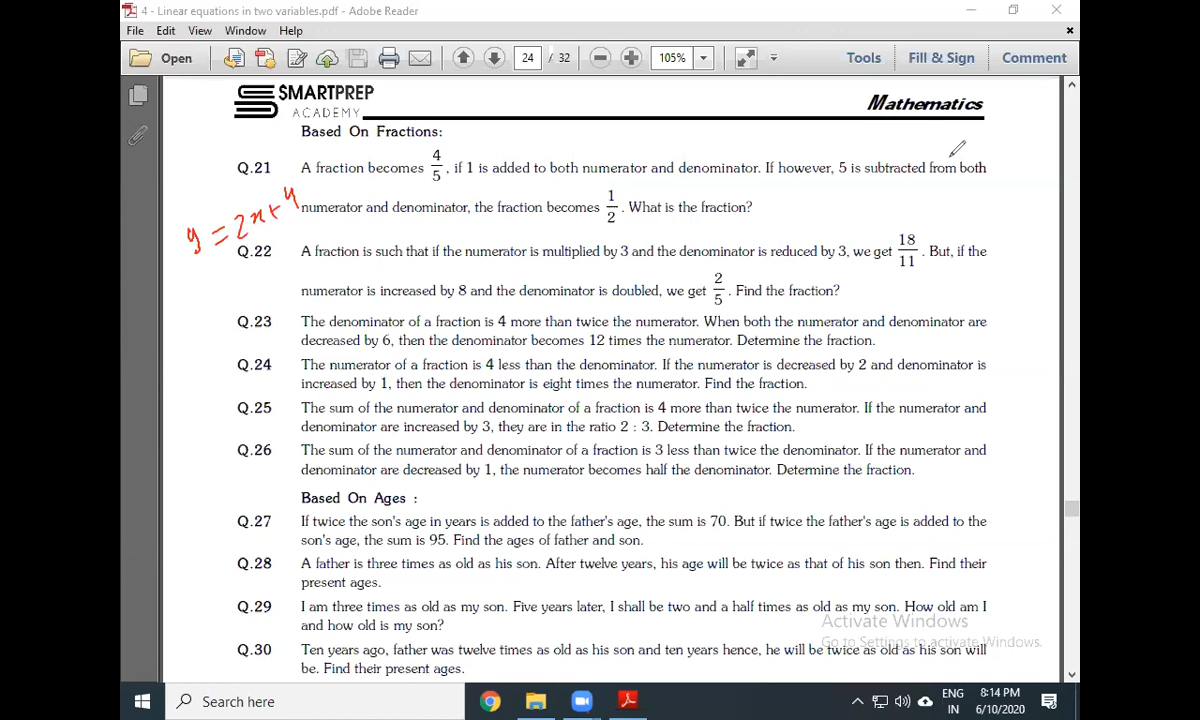 4 - Linear equations in two variables.pdf - Adobe Reader
File Edit View Window Help
Open 24 / 32 105% Tools Fill & Sign Comment
SMARTPREP
ACADEMY
Mathematics
Based On Fractions:
Q.21 A fraction becomes 4/5, if 1 is added to both numerator and denominator. If however, 5 is subtracted from both
numerator and denominator, the fraction becomes 1/2. What is the fraction?
y = 2x+4
Q.22 A fraction is such that if the numerator is multiplied by 3 and the denominator is reduced by 3, we get 18/11. But, if the
numerator is increased by 8 and the denominator is doubled, we get 2/5. Find the fraction?
Q.23 The denominator of a fraction is 4 more than twice the numerator. When both the numerator and denominator are
decreased by 6, then the denominator becomes 12 times the numerator. Determine the fraction.
Q.24 The numerator of a fraction is 4 less than the denominator. If the numerator is decreased by 2 and denominator is
increased by 1, then the denominator is eight times the numerator. Find the fraction.
Q.25 The sum of the numerator and denominator of a fraction is 4 more than twice the numerator. If the numerator and
denominator are increased by 3, they are in the ratio 2 : 3. Determine the fraction.
Q.26 The sum of the numerator and denominator of a fraction is 3 less than twice the denominator. If the numerator and
denominator are decreased by 1, the numerator becomes half the denominator. Determine the fraction.
Based On Ages :
Q.27 If twice the son's age in years is added to the father's age, the sum is 70. But if twice the father's age is added to the
son's age, the sum is 95. Find the ages of father and son.
Q.28 A father is three times as old as his son. After twelve years, his age will be twice as that of his son then. Find their
present ages.
Q.29 I am three times as old as my son. Five years later, I shall be two and a half times as old as my son. How old am I
and how old is my son?
Activate Windows
Go to Settings to activate Windows.
Q.30 Ten years ago, father was twelve times as old as his son and ten years hence, he will be twice as old as his son will
be. Find their present ages.
Search here
ENG 8:14 PM
IN 6/10/2020